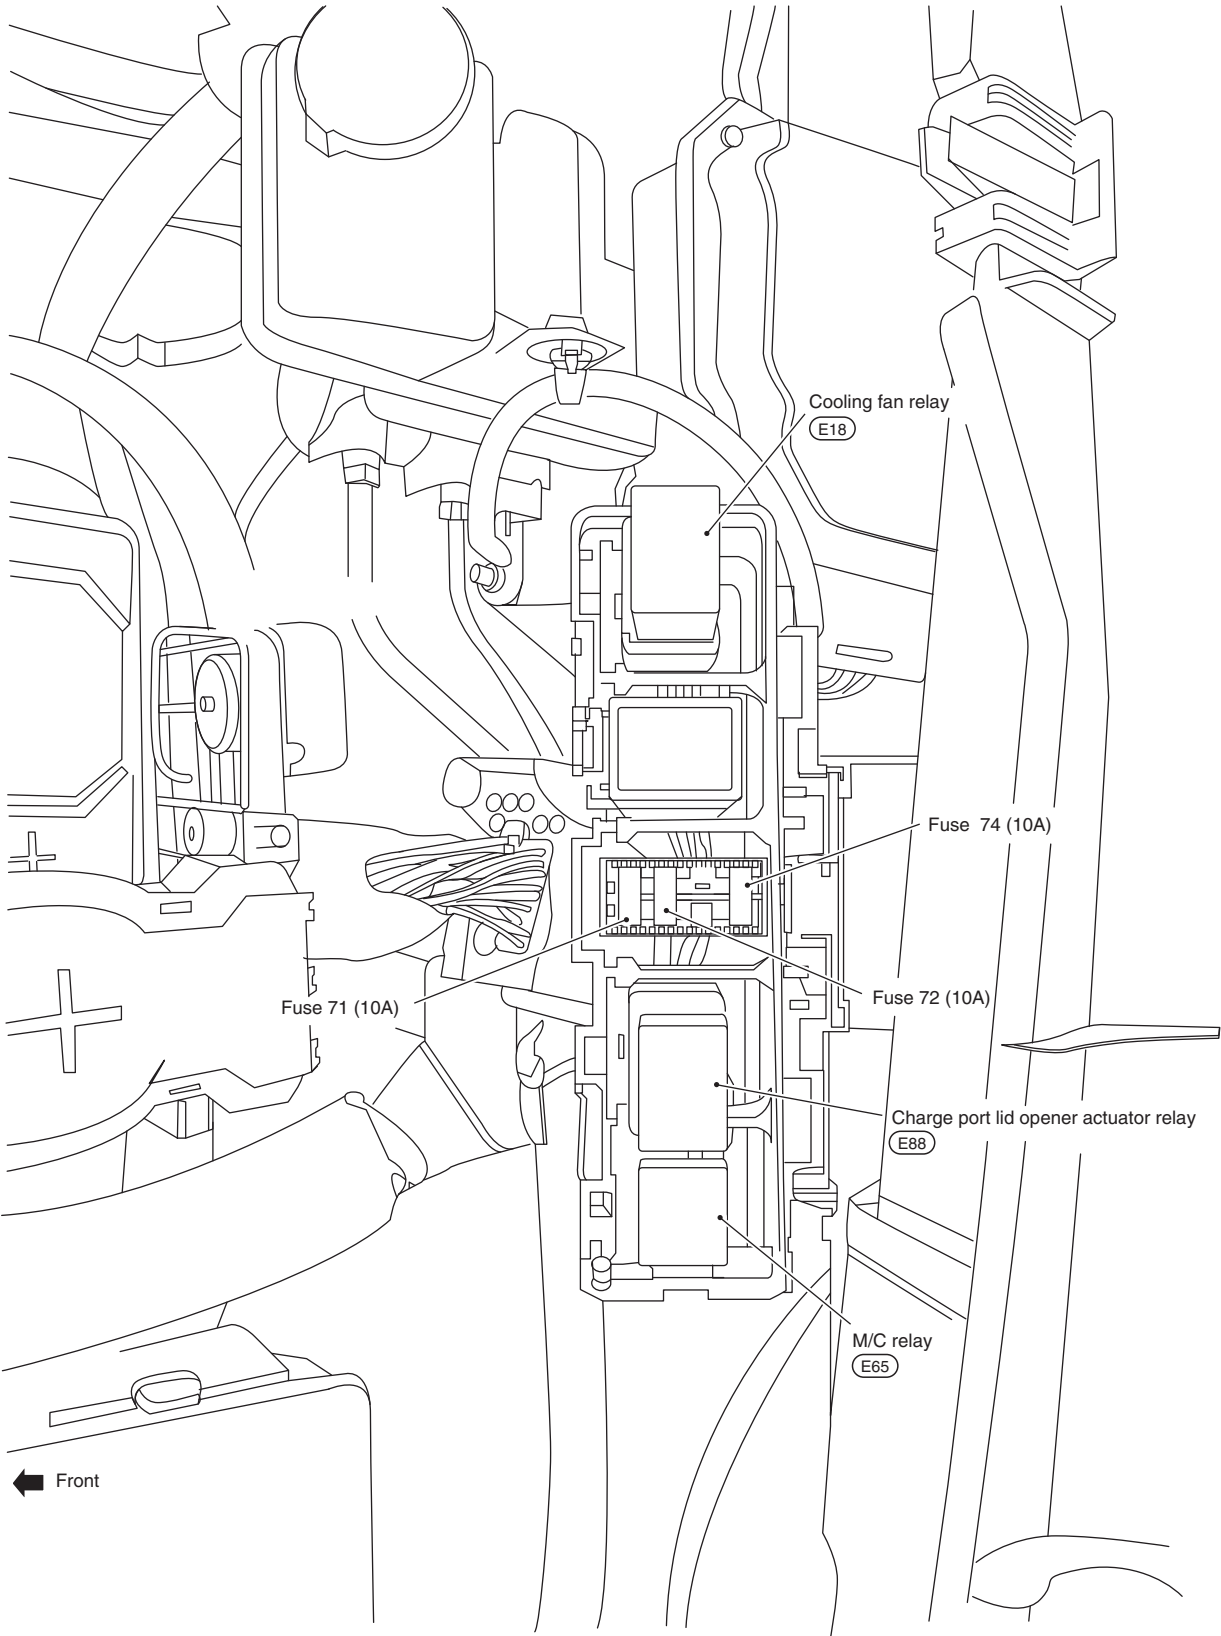 Cooling fan relay
E18
Fuse  74 (10A)
Fuse 71 (10A)
Fuse 72 (10A)
Charge port lid opener actuator relay
E88
M/C relay
E65
Front